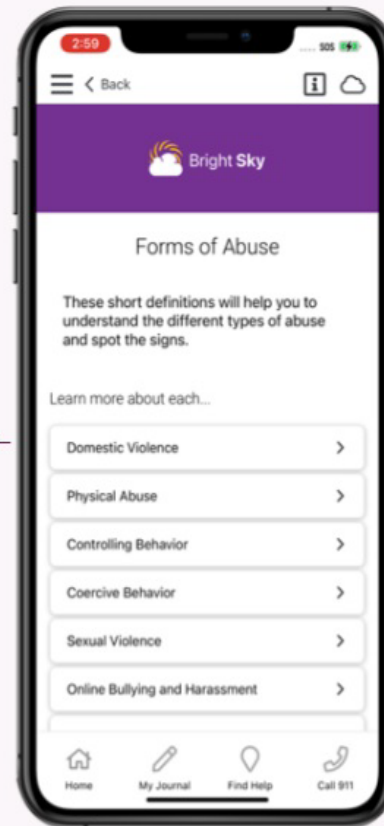 2:59
SOS
Back
i
Bright Sky
Forms of Abuse
These short definitions will help you to
understand the different types of abuse
and spot the signs.
Learn more about each...
Domestic Violence
Physical Abuse
Controlling Behavior
Coercive Behavior
Sexual Violence
Online Bullying and Harassment
Home
My Journal
Find Help
Call 911